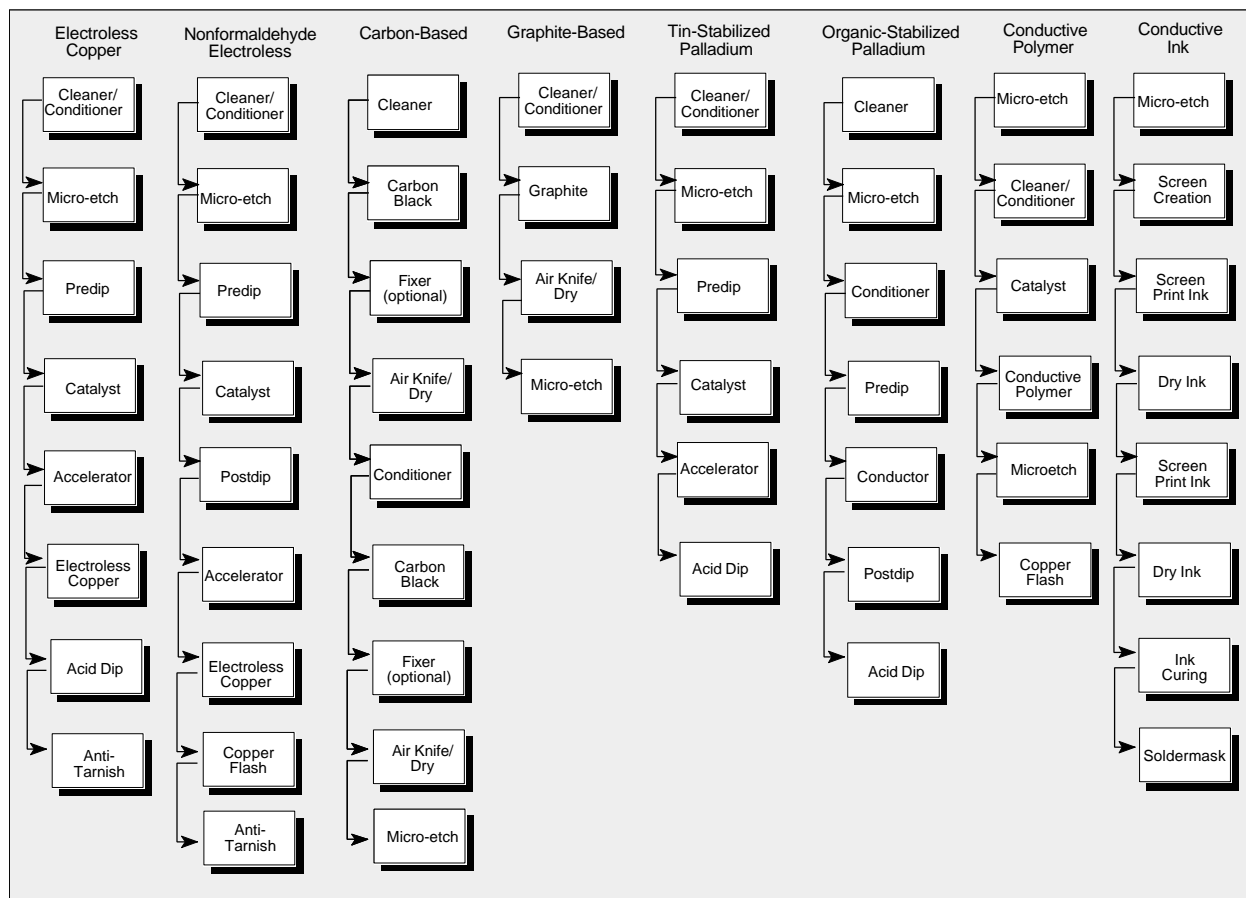 Electroless
Copper
Cleaner/
Conditioner
Micro-etch
Predip
Catalyst
Accelerator
Electroless
Copper
Acid Dip
Anti-
Tarnish
Nonformaldehyde
Electroless
Cleaner/
Conditioner
Micro-etch
Predip
Catalyst
Postdip
Accelerator
Electroless
Copper
Copper
Flash
Anti-
Tarnish
Carbon-Based
Cleaner
Carbon
Black
Fixer
(optional)
Air Knife/
Dry
Conditioner
Carbon
Black
Fixer
(optional)
Air Knife/
Dry
Micro-etch
Graphite-Based
Cleaner/
Conditioner
Graphite
Air Knife/
Dry
Micro-etch
Tin-Stabilized
Palladium
Cleaner/
Conditioner
Micro-etch
Predip
Catalyst
Accelerator
Acid Dip
Organic-Stabilized
Palladium
Cleaner
Micro-etch
Conditioner
Predip
Conductor
Postdip
Acid Dip
Conductive
Polymer
Micro-etch
Cleaner/
Conditioner
Catalyst
Conductive
Polymer
Microetch
Copper
Flash
Conductive
Ink
Micro-etch
Screen
Creation
Screen
Print Ink
Dry Ink
Screen
Print Ink
Dry Ink
Ink
Curing
Soldermask